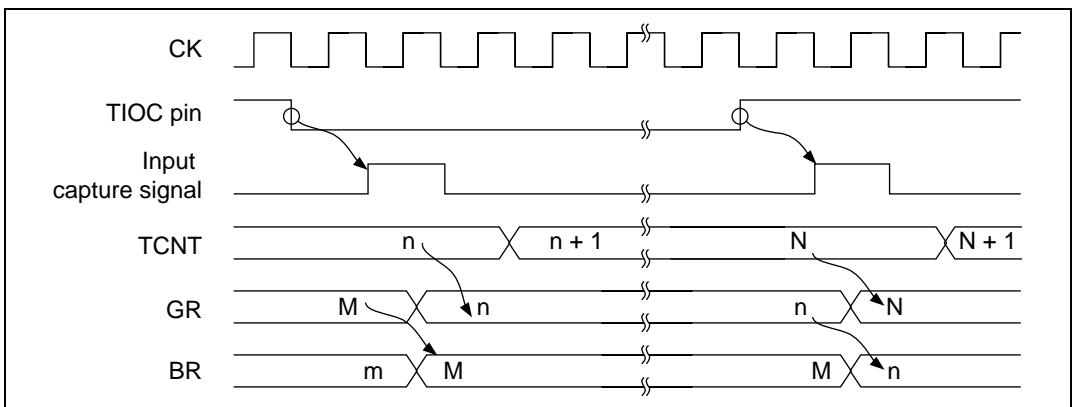 CK
TIOC pin
Input
capture signal
TCNT n n + 1 N N + 1
GR M n n N
BR m M M n